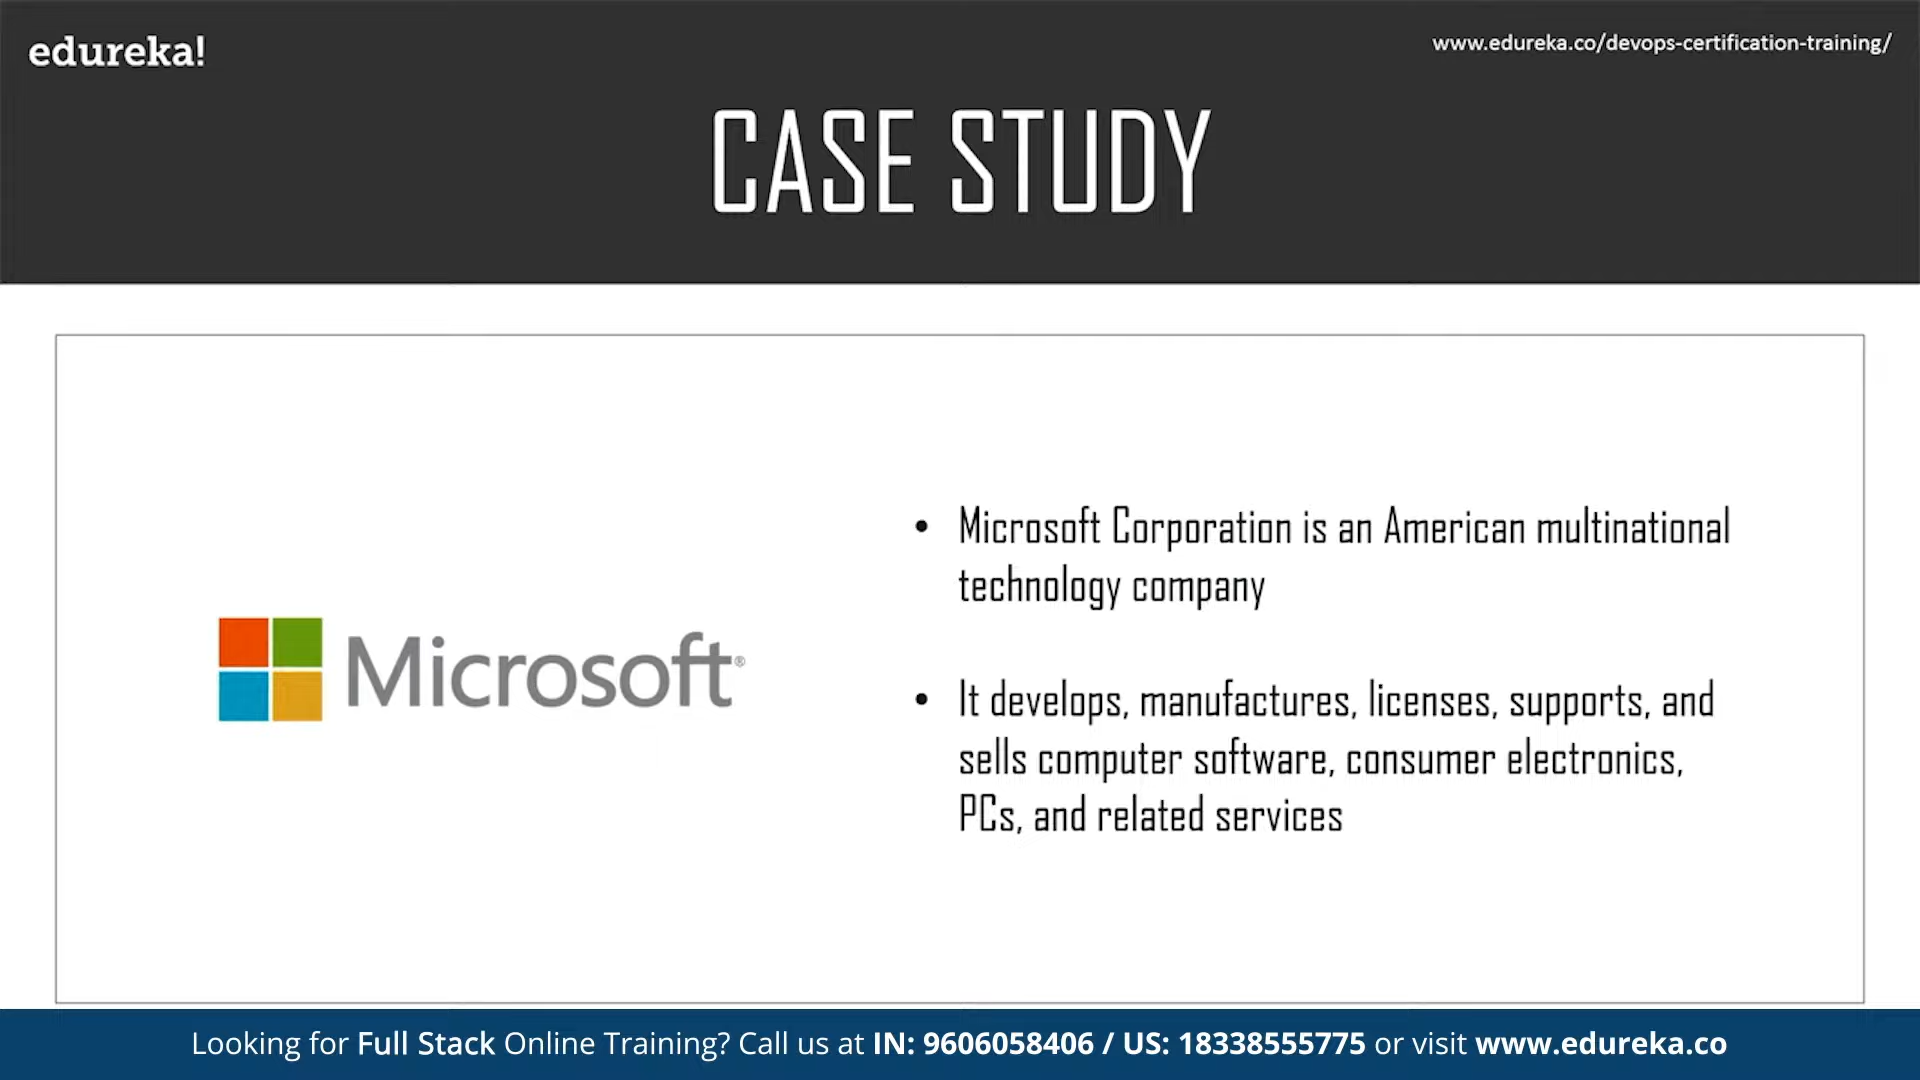 edureka!
www.edureka.co/devops-certification-training/
CASE STUDY
Microsoft®
• Microsoft Corporation is an American multinational
technology company
• It develops, manufactures, licenses, supports, and
sells computer software, consumer electronics,
PCs, and related services
Looking for Full Stack Online Training? Call us at IN: 9606058406 / US: 18338555775 or visit www.edureka.co